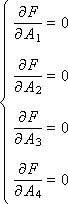 ∂F/∂A₁ = 0
∂F/∂A₂ = 0
∂F/∂A₃ = 0
∂F/∂A₄ = 0